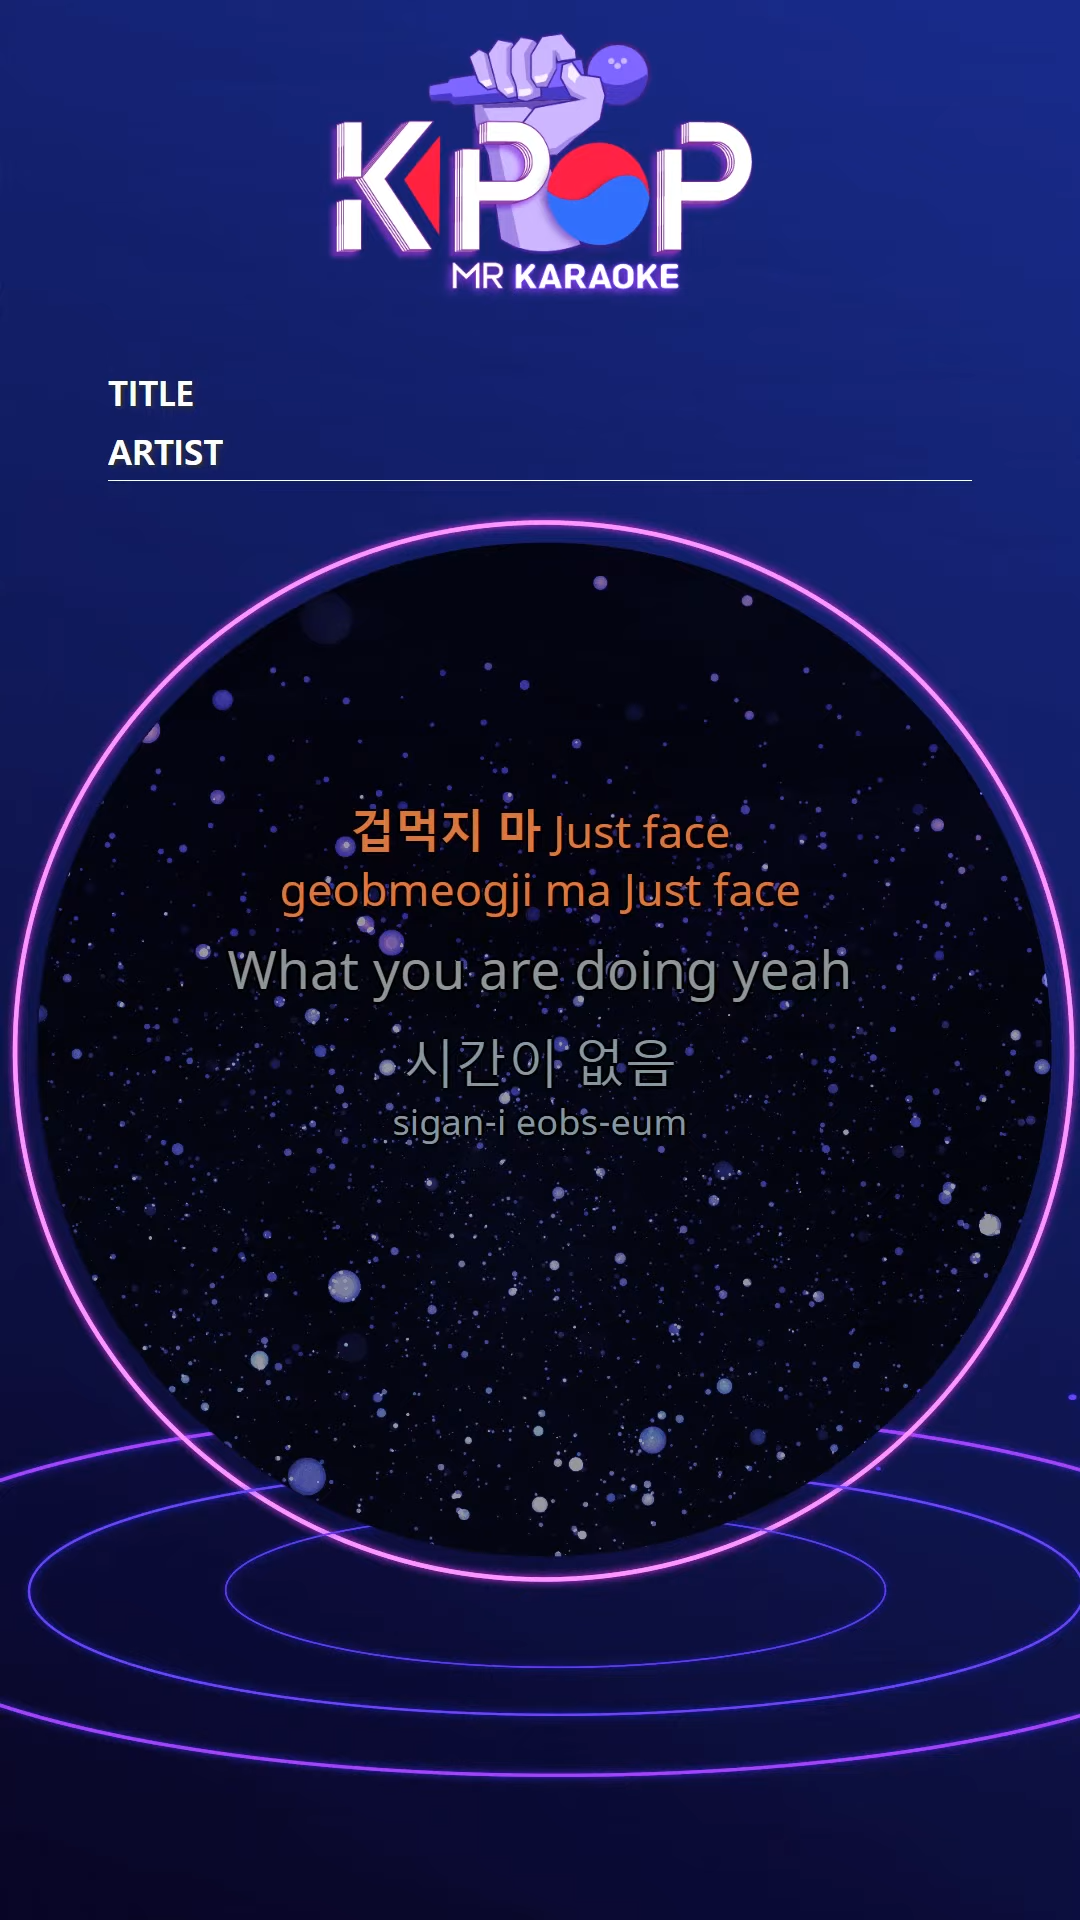 KPOP
MR KARAOKE
TITLE
ARTIST
겁먹지 마 Just face
geobmeogji ma Just face
What you are doing yeah
시간이 없음
sigan-i eobs-eum